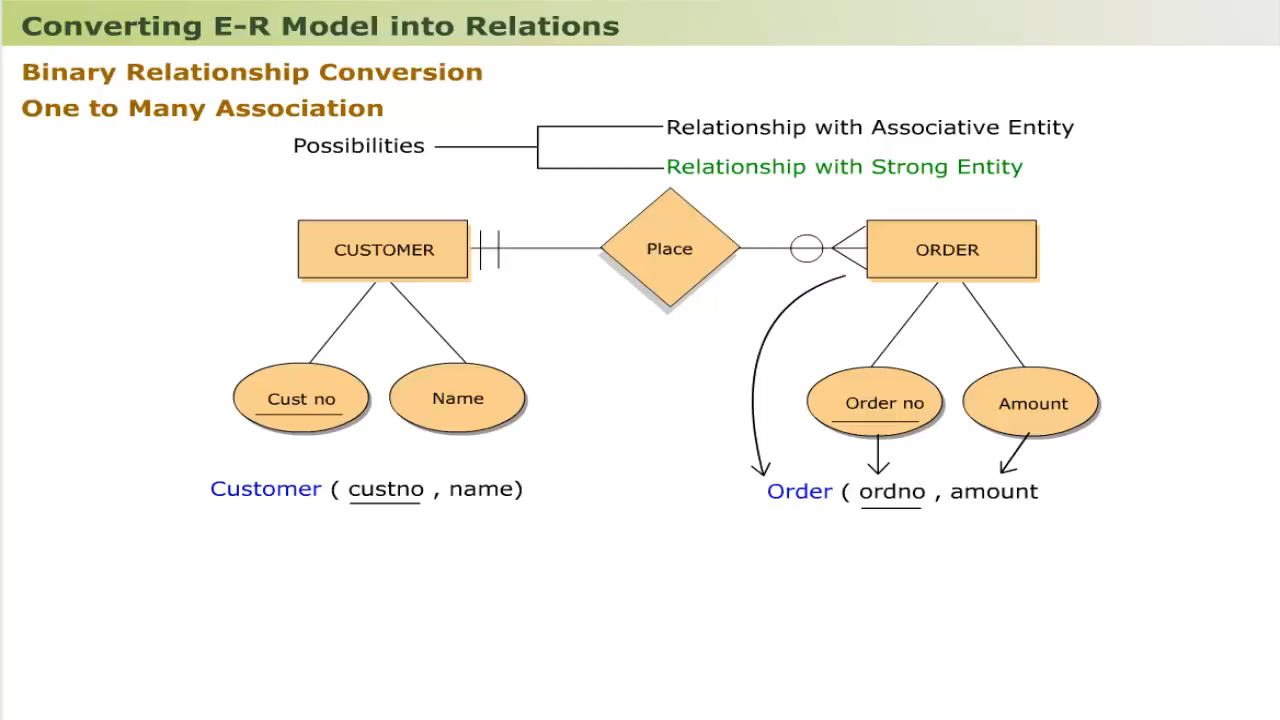 Converting E-R Model into Relations
Binary Relationship Conversion
One to Many Association
Relationship with Associative Entity
Possibilities
Relationship with Strong Entity
CUSTOMER
Place
ORDER
Cust no
Name
Order no
Amount
Customer ( custno , name)
Order ( ordno , amount